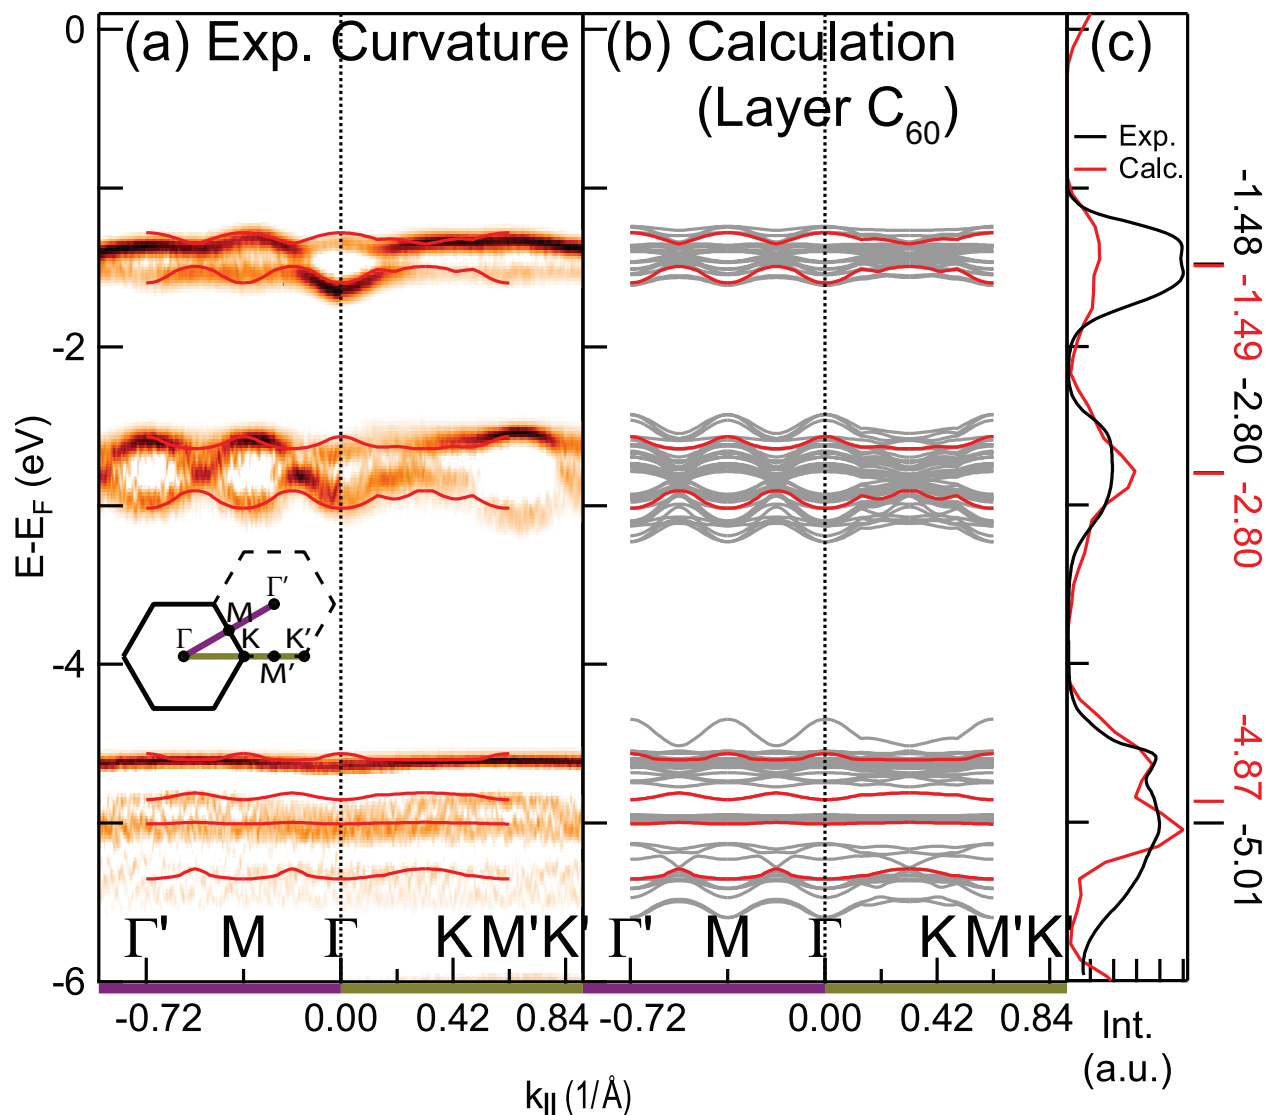 (a) Exp. Curvature
(b) Calculation
(Layer C₆₀)
(c)
Exp.
Calc.
0
-2
-4
-6
E-E_F (eV)
Γ'
M
Γ
K
K'
M'
Γ' M Γ K M' K'
Γ' M Γ K M' K'
-0.72 0.00 0.42 0.84
-0.72 0.00 0.42 0.84
k_II (1/Å)
Int.
(a.u.)
-1.48
-1.49
-2.80
-2.80
-4.87
-5.01